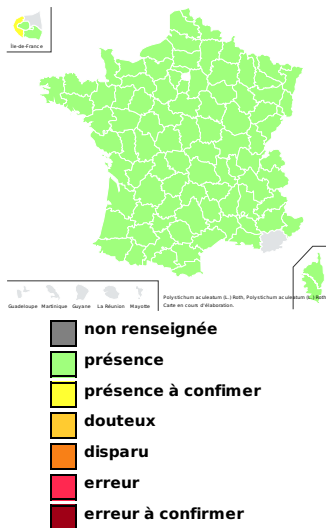 Île-de-France
Guadeloupe Martinique Guyane La Réunion Mayotte
Polystichum aculeatum (L.) Roth, Polystichum aculeatum (L.) Roth
Carte en cours d'élaboration.
non renseignée
présence
présence à confimer
douteux
disparu
erreur
erreur à confirmer